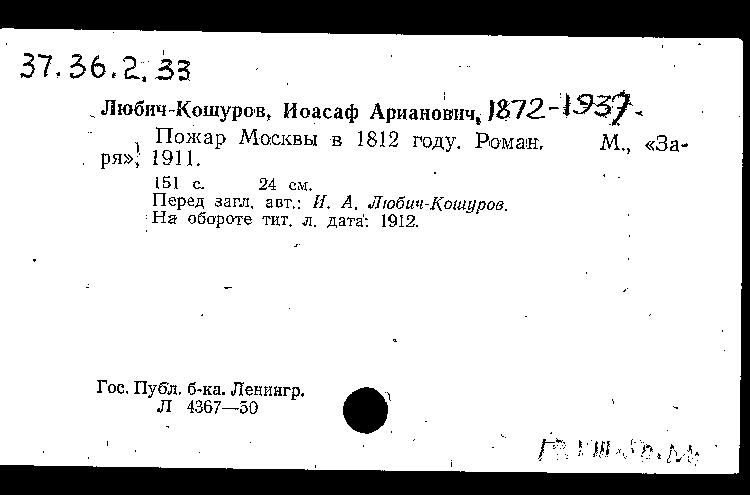 37.36.2.33
Любич-Кошуров, Иоасаф Арианович, 1872-1937.
Пожар Москвы в 1812 году. Роман. М., «За-
ря», 1911.
151 с. 24 см.
Перед загл. авт.: И. А. Любич-Кошуров.
На обороте тит. л. дата: 1912.
Гос. Публ. б-ка. Ленингр.
Л 4367—50